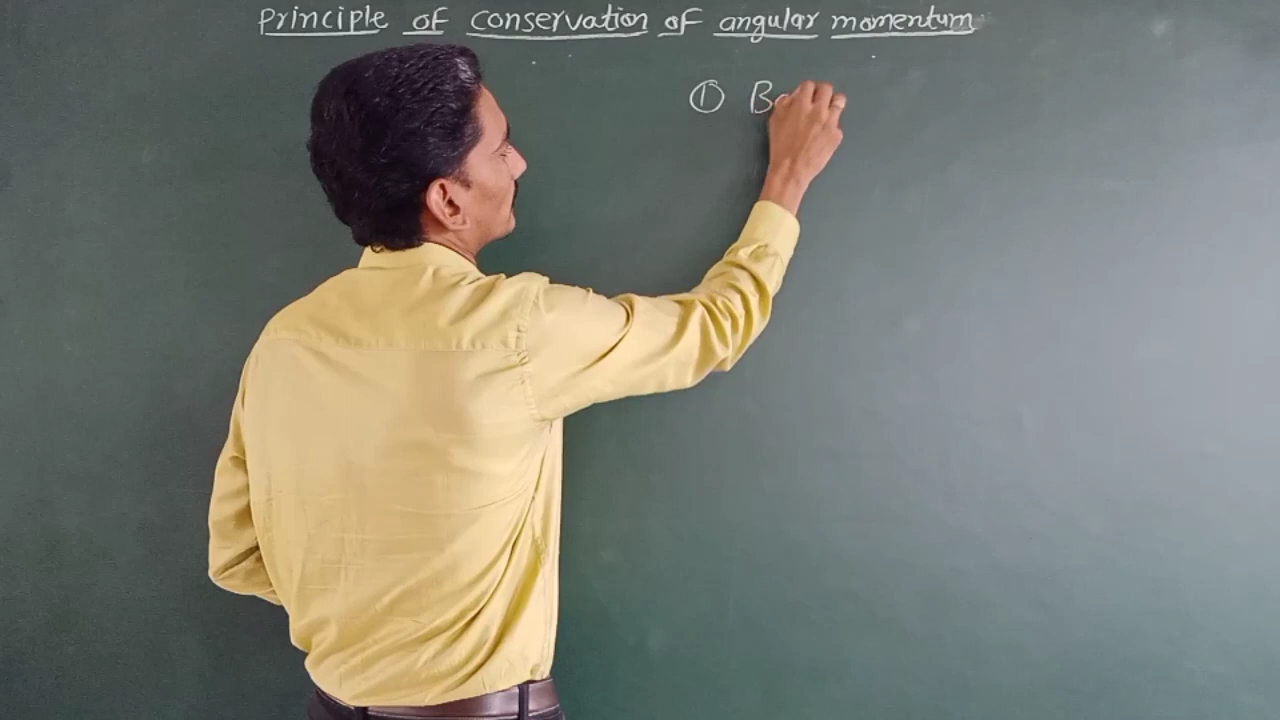 Principle of conservation of angular momentum
①